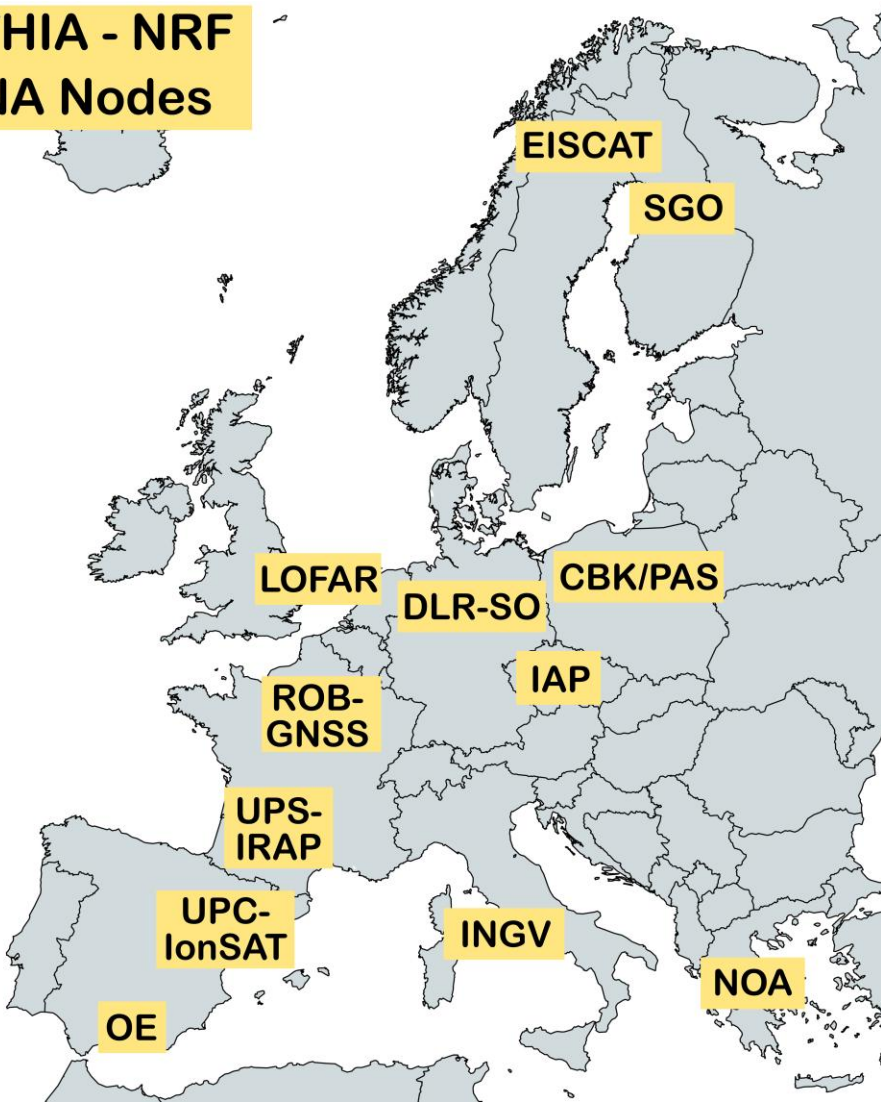 HIA - NRF
IA Nodes
EISCAT
SGO
LOFAR
DLR-SO
CBK/PAS
IAP
ROB-
GNSS
UPS-
IRAP
UPC-
IonSAT
INGV
NOA
OE